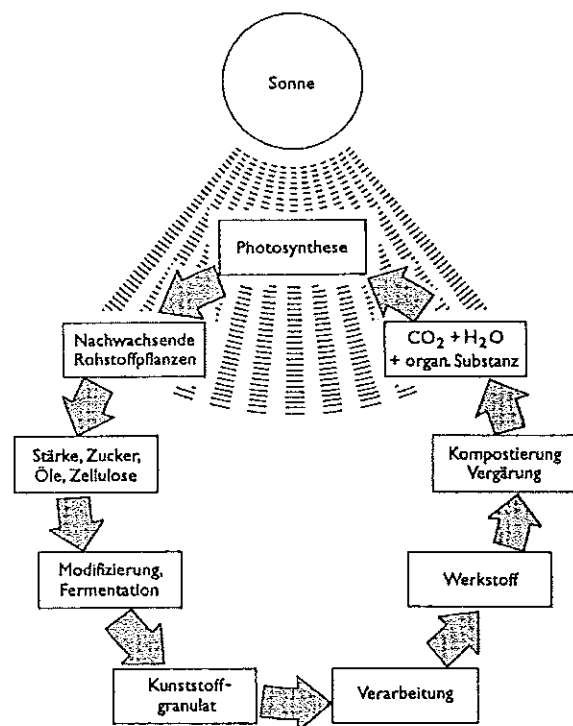 Sonne
Photosynthese
Nachwachsende
Rohstoffpflanzen
CO₂ + H₂O
+ organ. Substanz
Stärke, Zucker,
Öle, Zellulose
Kompostierung
Vergärung
Modifizierung,
Fermentation
Werkstoff
Kunststoff-
granulat
Verarbeitung